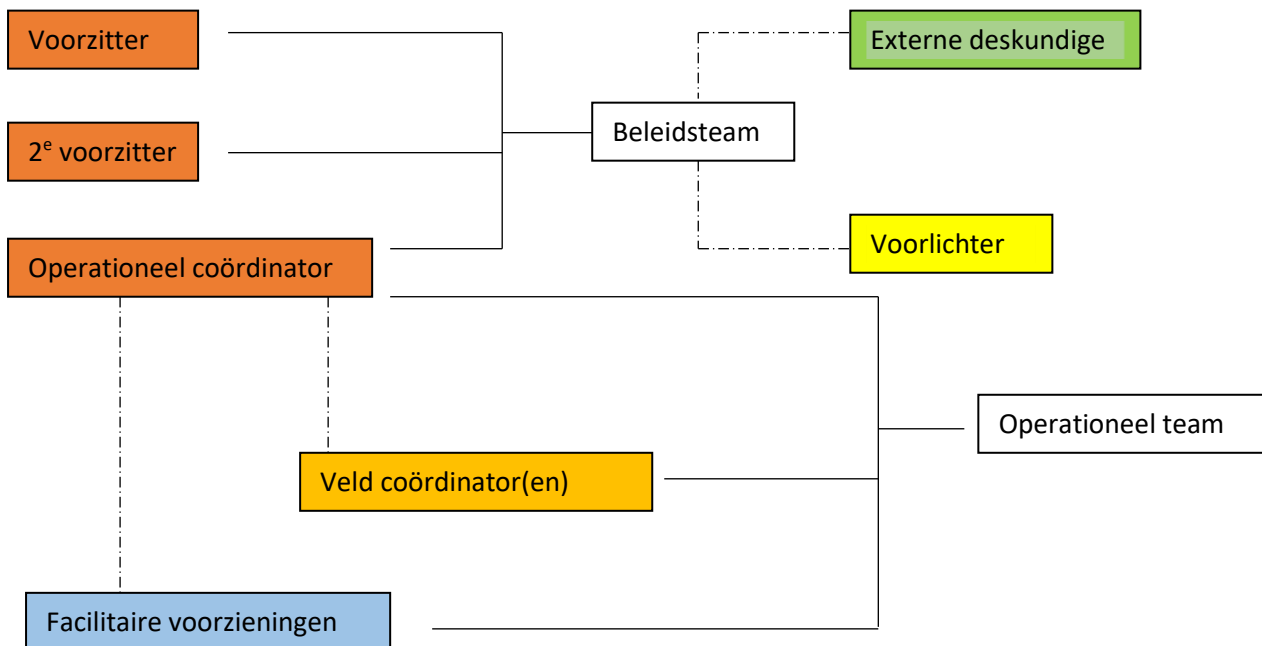 Voorzitter
Externe deskundige
Beleidsteam
2e voorzitter
Voorlichter
Operationeel coördinator
Operationeel team
Veld coördinator(en)
Facilitaire voorzieningen